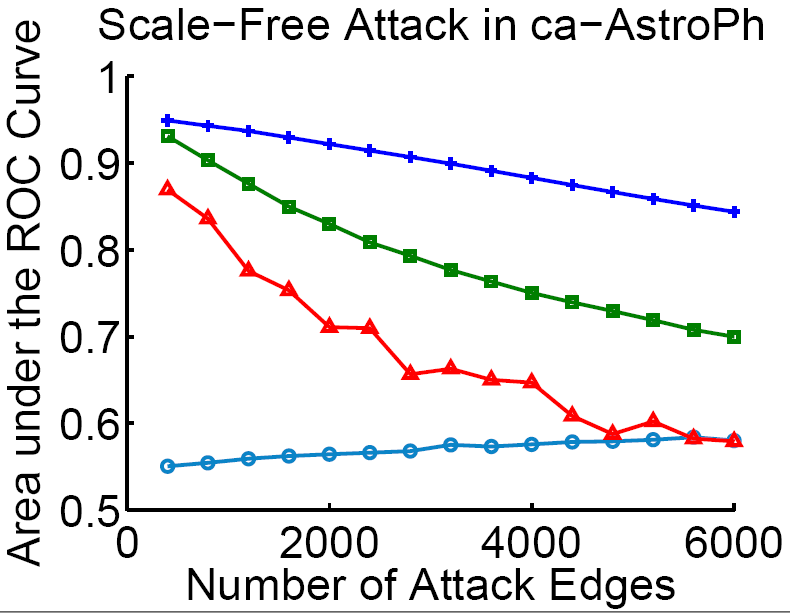 Scale−Free Attack in ca−AstroPh
Area under the ROC Curve
1
0.9
0.8
0.7
0.6
0.5
0 2000 4000 6000
Number of Attack Edges